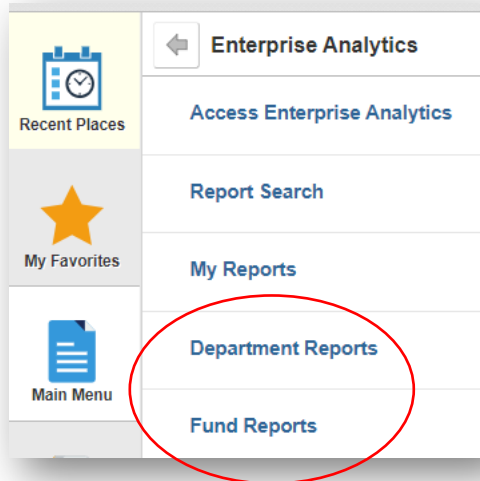 Recent Places
My Favorites
Main Menu
Enterprise Analytics
Access Enterprise Analytics
Report Search
My Reports
Department Reports
Fund Reports